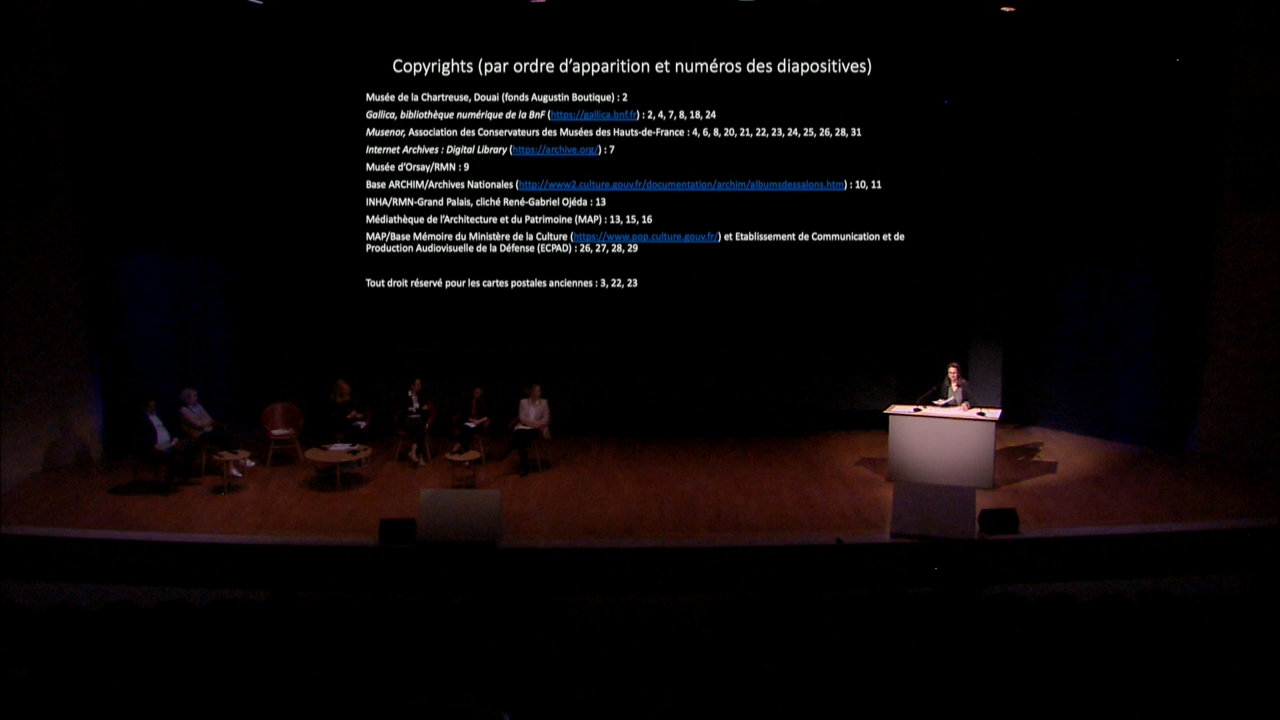 Copyrights (par ordre d'apparition et numéros des diapositives)
Musée de la Chartreuse, Douai (fonds Augustin Boutique) : 2
Gallica, bibliothèque numérique de la BnF (https://gallica.bnf.fr) : 2, 4, 7, 8, 18, 24
Musenor, Association des Conservateurs des Musées des Hauts-de-France : 4, 6, 8, 20, 21, 22, 23, 24, 25, 26, 28, 31
Internet Archives : Digital Library (https://archive.org/) : 7
Musée d'Orsay/RMN : 9
Base ARCHIM/Archives Nationales (http://www2.culture.gouv.fr/documentation/archim/albumsdessalons.htm) : 10, 11
INHA/RMN-Grand Palais, cliché René-Gabriel Ojéda : 13
Médiathèque de l'Architecture et du Patrimoine (MAP) : 13, 15, 16
MAP/Base Mémoire du Ministère de la Culture (https://www.pop.culture.gouv.fr/) et Etablissement de Communication et de
Production Audiovisuelle de la Défense (ECPAD) : 26, 27, 28, 29
Tout droit réservé pour les cartes postales anciennes : 3, 22, 23